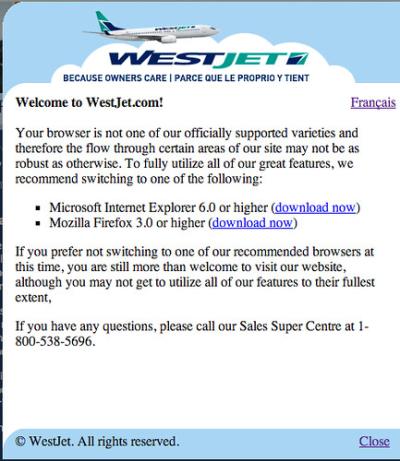 WESTJET
BECAUSE OWNERS CARE | PARCE QUE LE PROPRIO Y TIENT
Welcome to WestJet.com! Français
Your browser is not one of our officially supported varieties and
therefore the flow through certain areas of our site may not be as
robust as otherwise. To fully utilize all of our great features, we
recommend switching to one of the following:
Microsoft Internet Explorer 6.0 or higher (download now)
Mozilla Firefox 3.0 or higher (download now)
If you prefer not switching to one of our recommended browsers at
this time, you are still more than welcome to visit our website,
although you may not get to utilize all of our features to their fullest
extent,
If you have any questions, please call our Sales Super Centre at 1-
800-538-5696.
© WestJet. All rights reserved. Close